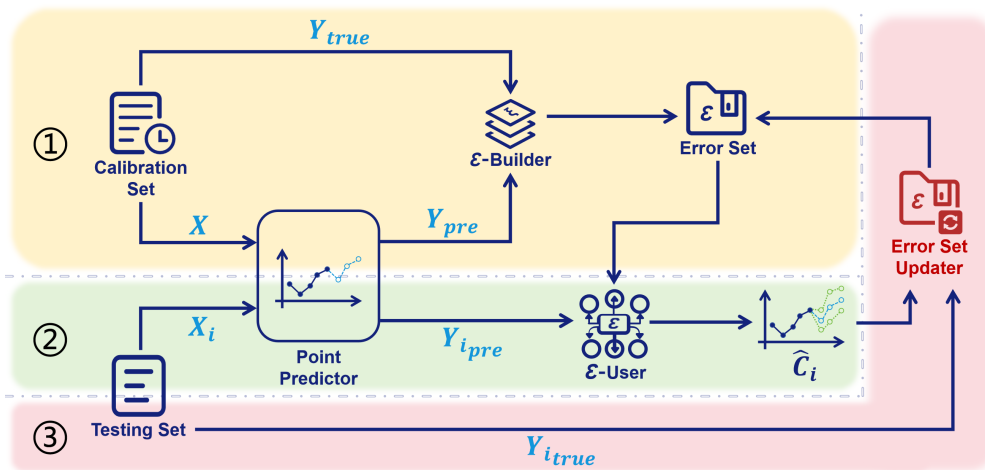 Y_true
①
Calibration
Set
ε-Builder
ε
Error Set
X
Y_pre
ε
Error Set
Updater
②
X_i
Point
Predictor
Y_i_pre
ε
ε-User
Ĉ_i
③
Testing Set
Y_i_true